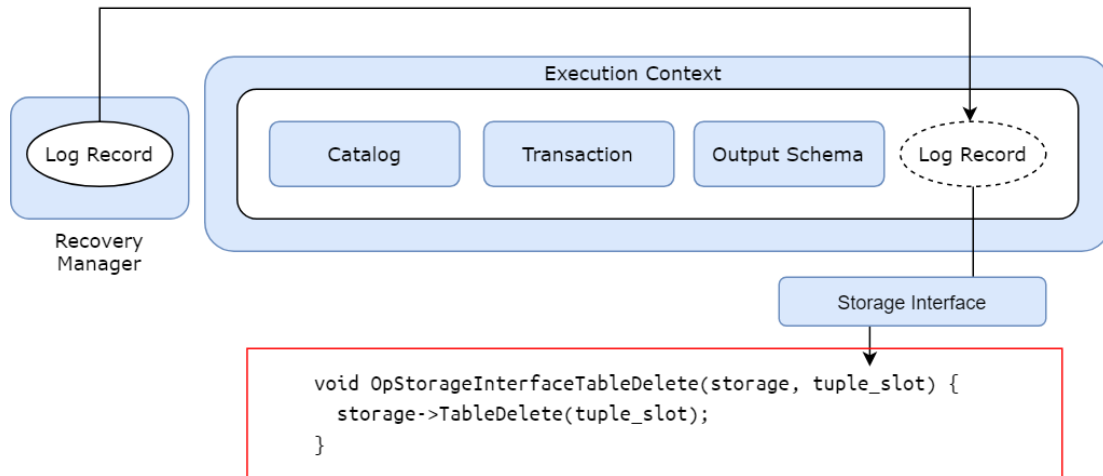 Execution Context
Log Record
Catalog
Transaction
Output Schema
Log Record
Recovery
Manager
Storage Interface
void OpStorageInterfaceTableDelete(storage, tuple_slot) {
storage->TableDelete(tuple_slot);
}